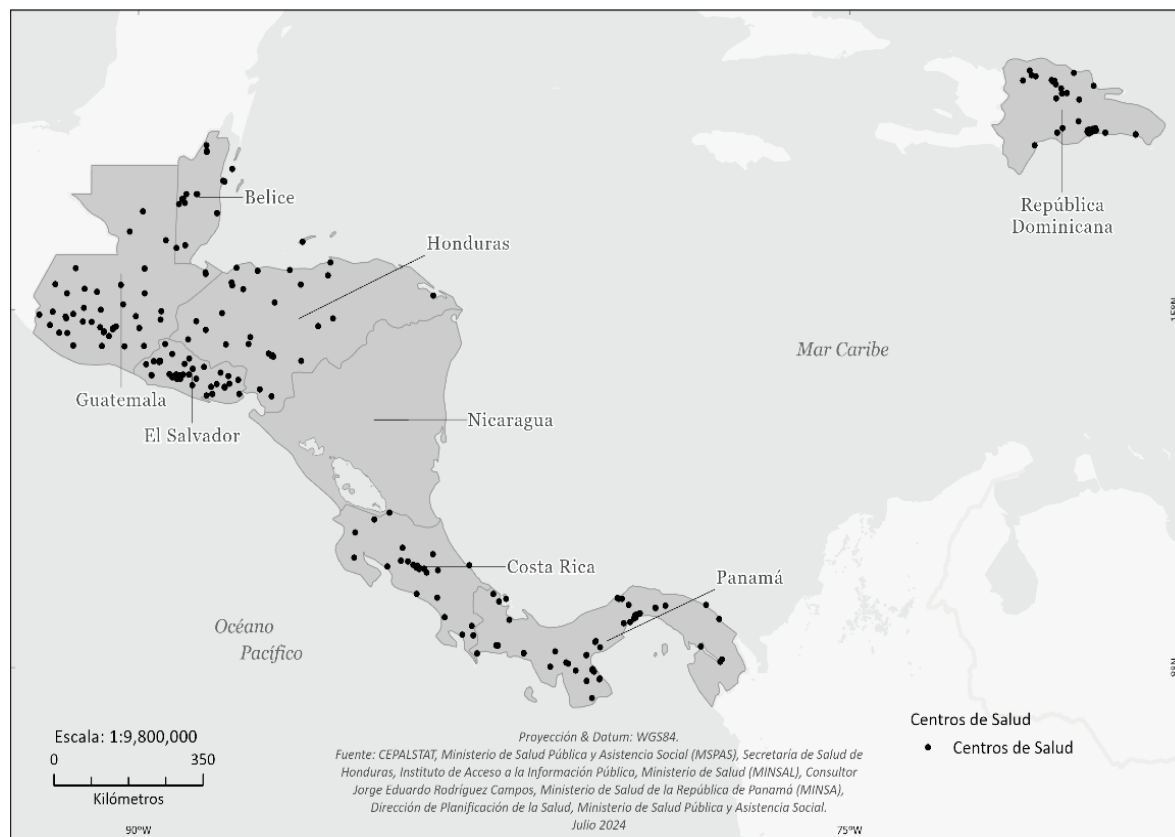 Belice
Honduras
República
Dominicana
15°N
Mar Caribe
Guatemala
Nicaragua
El Salvador
Costa Rica
Panamá
Océano
Pacífico
8°N
Centros de Salud
Centros de Salud
Escala: 1:9,800,000
0 350
Kilómetros
Proyección & Datum: WGS84.
Fuente: CEPALSTAT, Ministerio de Salud Pública y Asistencia Social (MSPAS), Secretaría de Salud de
Honduras, Instituto de Acceso a la Información Pública, Ministerio de Salud (MINSAL), Consultor
Jorge Eduardo Rodríguez Campos, Ministerio de Salud de la República de Panamá (MINSA),
Dirección de Planificación de la Salud, Ministerio de Salud Pública y Asistencia Social.
Julio 2024
90°W
75°W